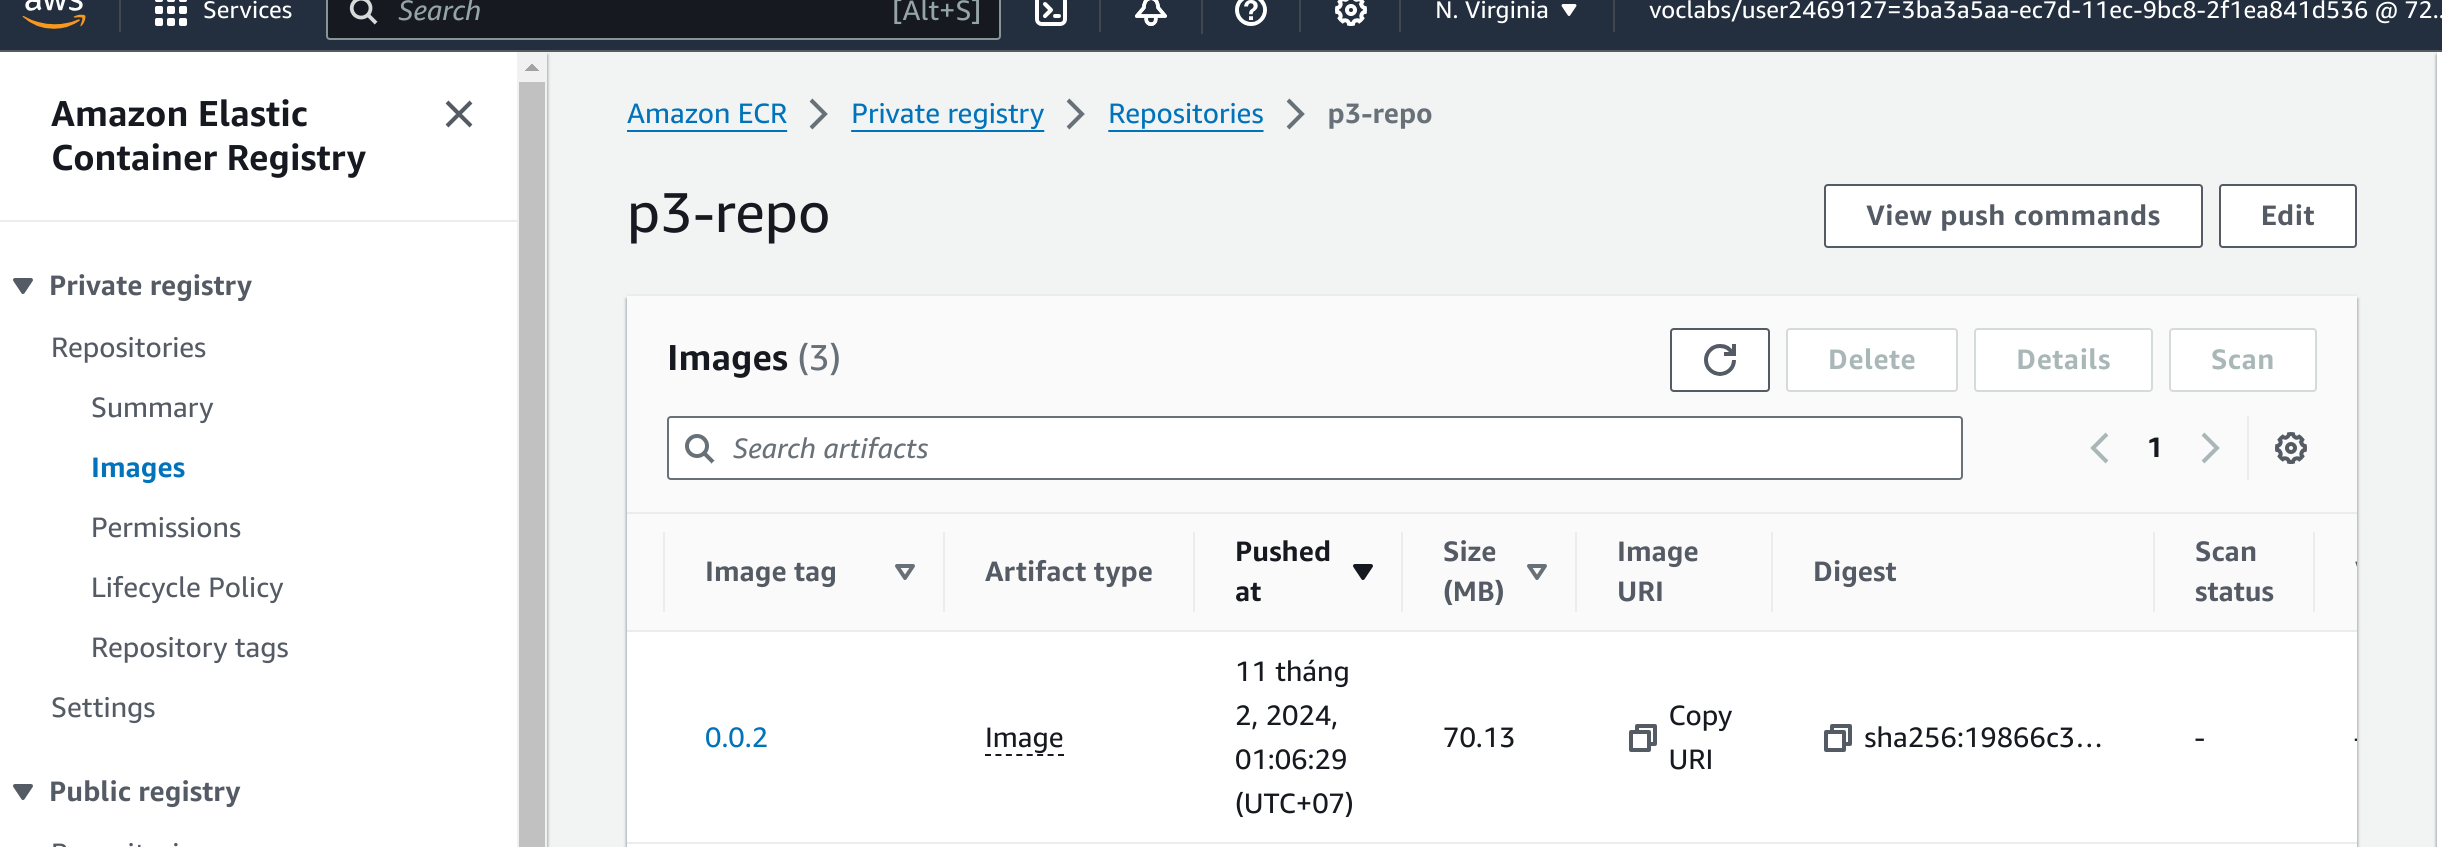 aws
Services
Search
[Alt+S]
N. Virginia
voclabs/user2469127=3ba3a5aa-ec7d-11ec-9bc8-2f1ea841d536 @ 72...
Amazon Elastic
Container Registry
Private registry
Repositories
Summary
Images
Permissions
Lifecycle Policy
Repository tags
Settings
Public registry
Amazon ECR
Private registry
Repositories
p3-repo
p3-repo
View push commands
Edit
Images (3)
Delete
Details
Scan
Search artifacts
1
Image tag
Artifact type
Pushed
at
Size
(MB)
Image
URI
Digest
Scan
status
0.0.2
Image
11 tháng
2, 2024,
01:06:29
(UTC+07)
70.13
Copy
URI
sha256:19866c3...
-